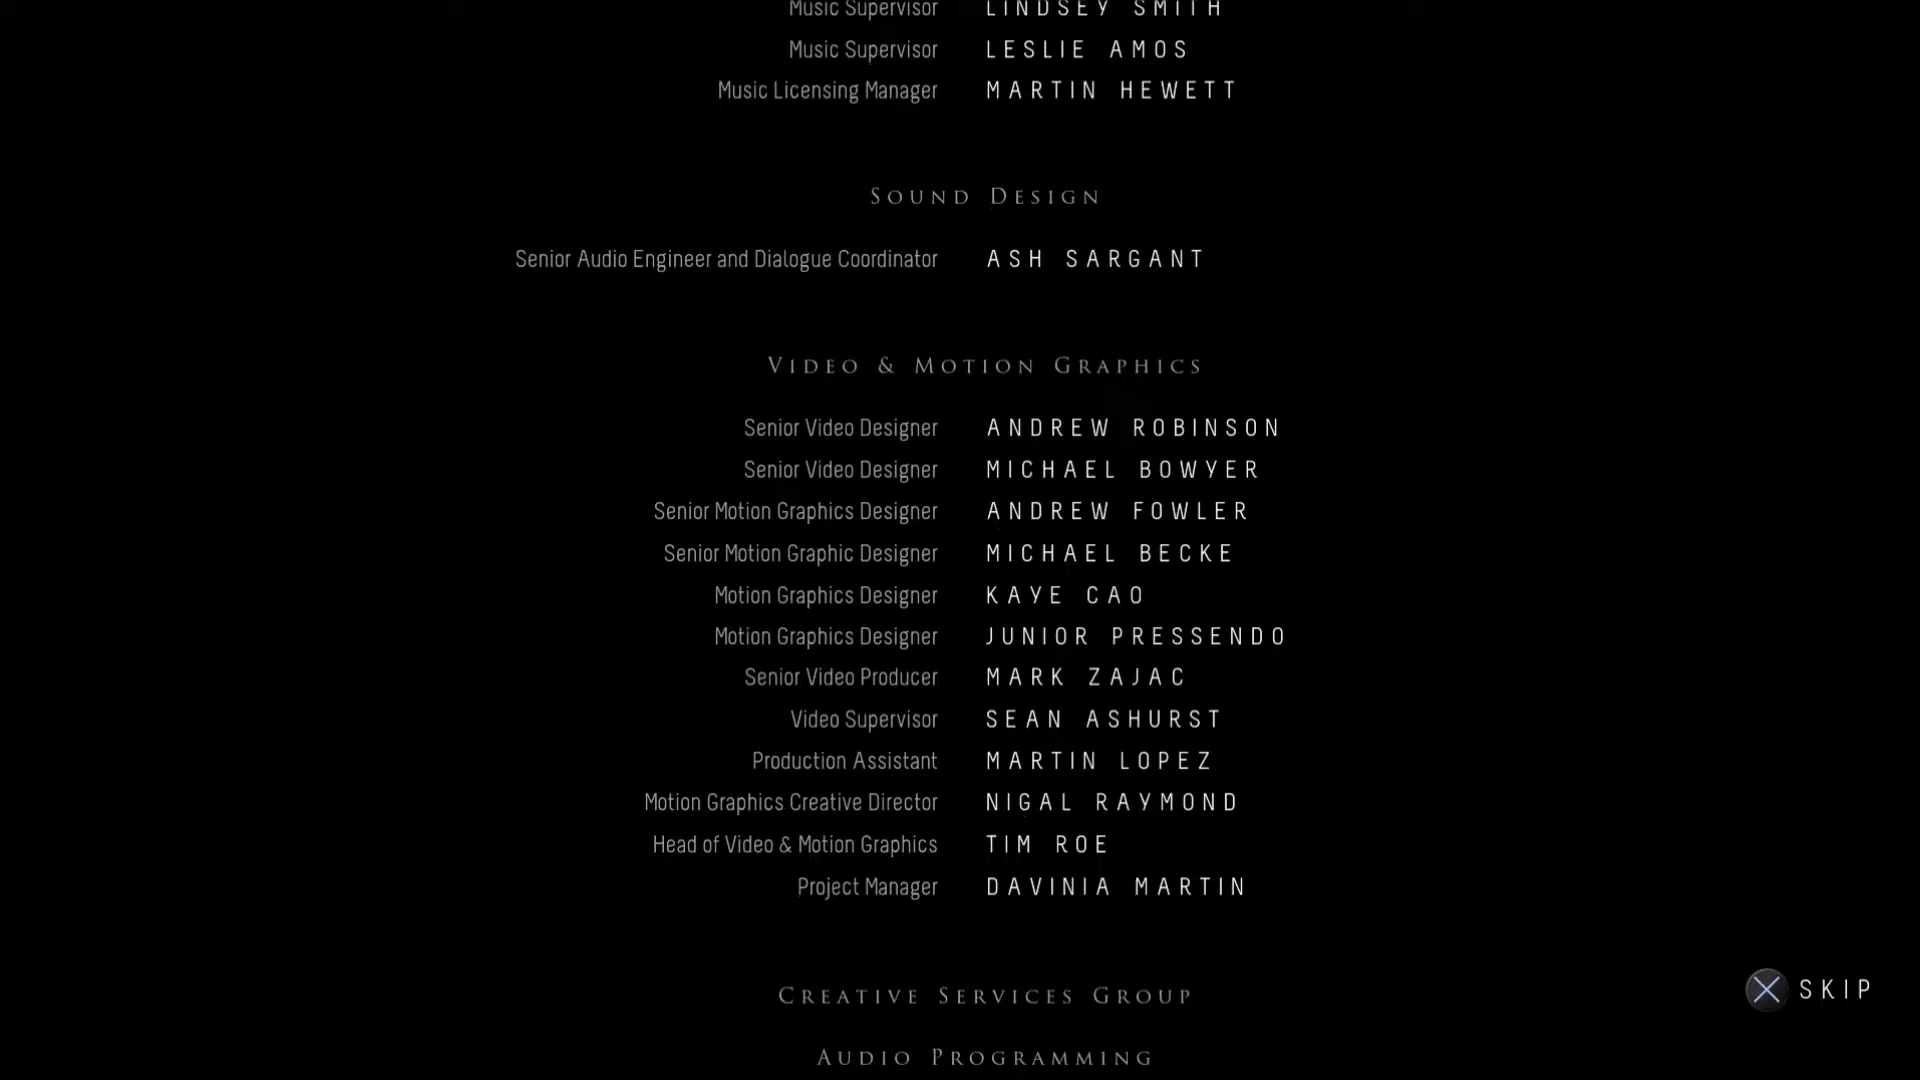 Music Supervisor LINDSEY SMITH
Music Supervisor LESLIE AMOS
Music Licensing Manager MARTIN HEWETT
SOUND DESIGN
Senior Audio Engineer and Dialogue Coordinator ASH SARGANT
VIDEO & MOTION GRAPHICS
Senior Video Designer ANDREW ROBINSON
Senior Video Designer MICHAEL BOWYER
Senior Motion Graphics Designer ANDREW FOWLER
Senior Motion Graphic Designer MICHAEL BECKE
Motion Graphics Designer KAYE CAO
Motion Graphics Designer JUNIOR PRESSENDO
Senior Video Producer MARK ZAJAC
Video Supervisor SEAN ASHURST
Production Assistant MARTIN LOPEZ
Motion Graphics Creative Director NIGAL RAYMOND
Head of Video & Motion Graphics TIM ROE
Project Manager DAVINIA MARTIN
CREATIVE SERVICES GROUP
SKIP
AUDIO PROGRAMMING